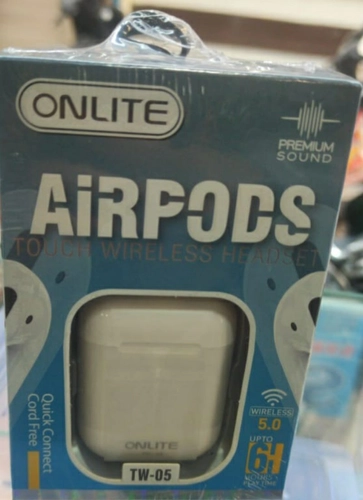 ONLITE
PREMIUM
SOUND
AiRPODS
TOUCH WIRELESS HEADSET
Quick Connect
Cord Free
ONLITE
WIRELESS
5.0
UPTO
6H
TW-05